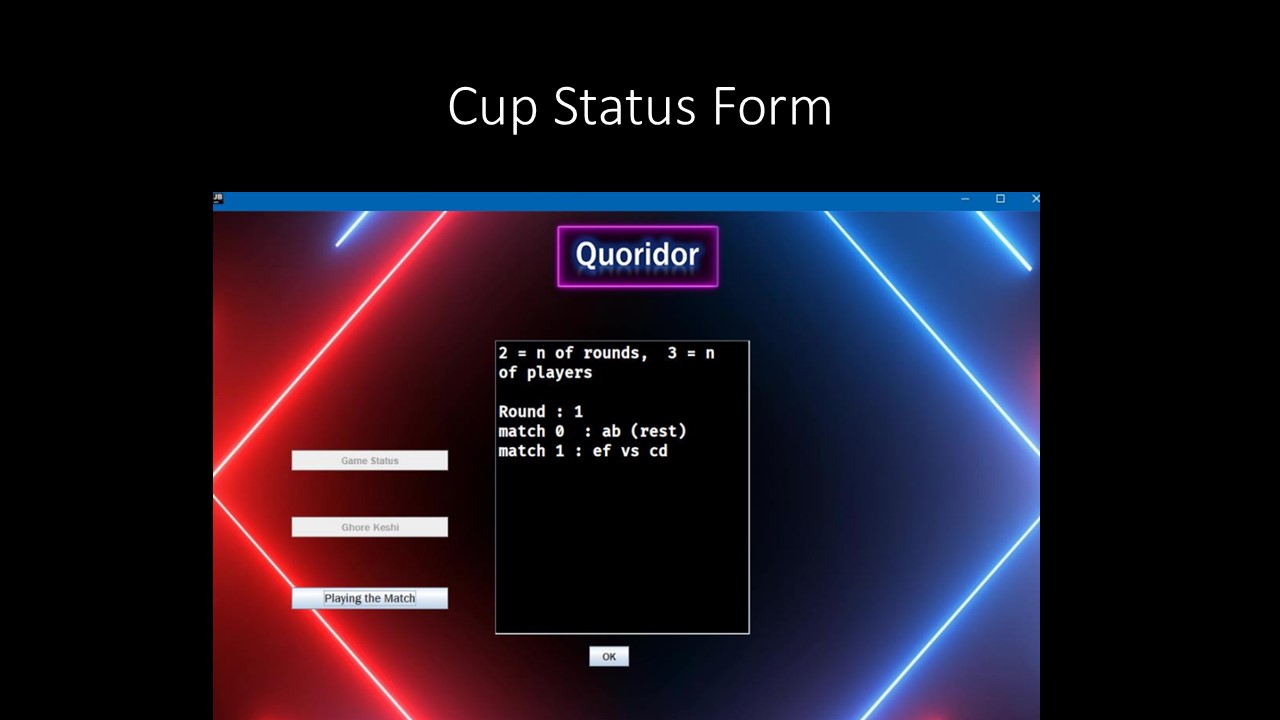 Cup Status Form
JB
Quoridor
2 = n of rounds,  3 = n
of players
Round : 1
match 0  : ab (rest)
match 1 : ef vs cd
Game Status
Ghore Keshi
Playing the Match
OK